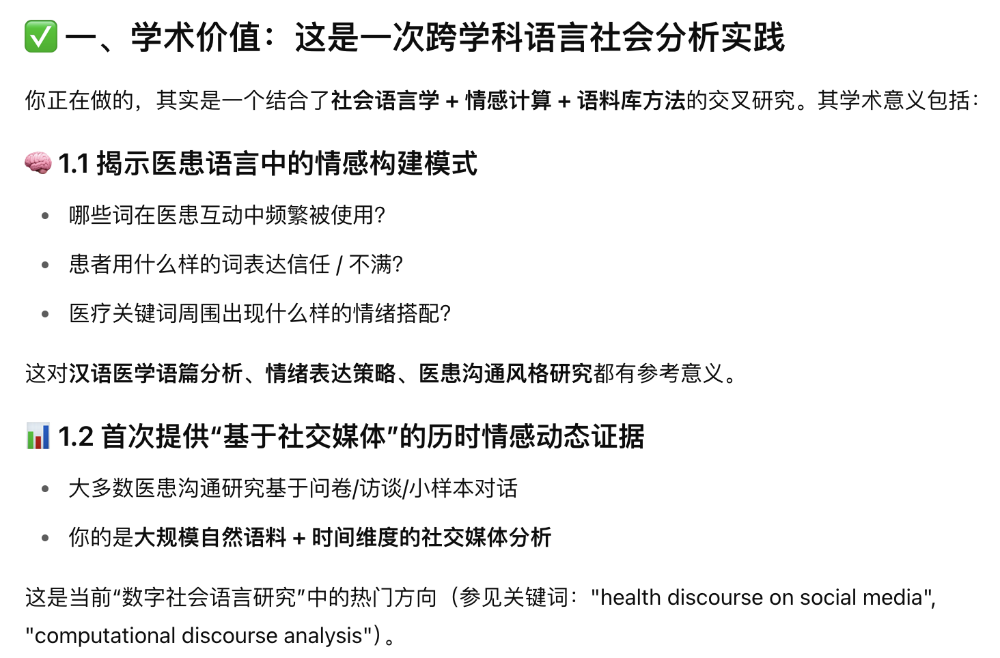 ✅ 一、学术价值：这是一次跨学科语言社会分析实践
你正在做的，其实是一个结合了社会语言学 + 情感计算 + 语料库方法的交叉研究。其学术意义包括：
🧠 1.1 揭示医患语言中的情感构建模式
• 哪些词在医患互动中频繁被使用？
• 患者用什么样的词表达信任 / 不满？
• 医疗关键词周围出现什么样的情绪搭配？
这对汉语医学语篇分析、情绪表达策略、医患沟通风格研究都有参考意义。
📊 1.2 首次提供“基于社交媒体”的历时情感动态证据
• 大多数医患沟通研究基于问卷/访谈/小样本对话
• 你的是大规模自然语料 + 时间维度的社交媒体分析
这是当前“数字社会语言研究”中的热门方向（参见关键词："health discourse on social media",
"computational discourse analysis"）。